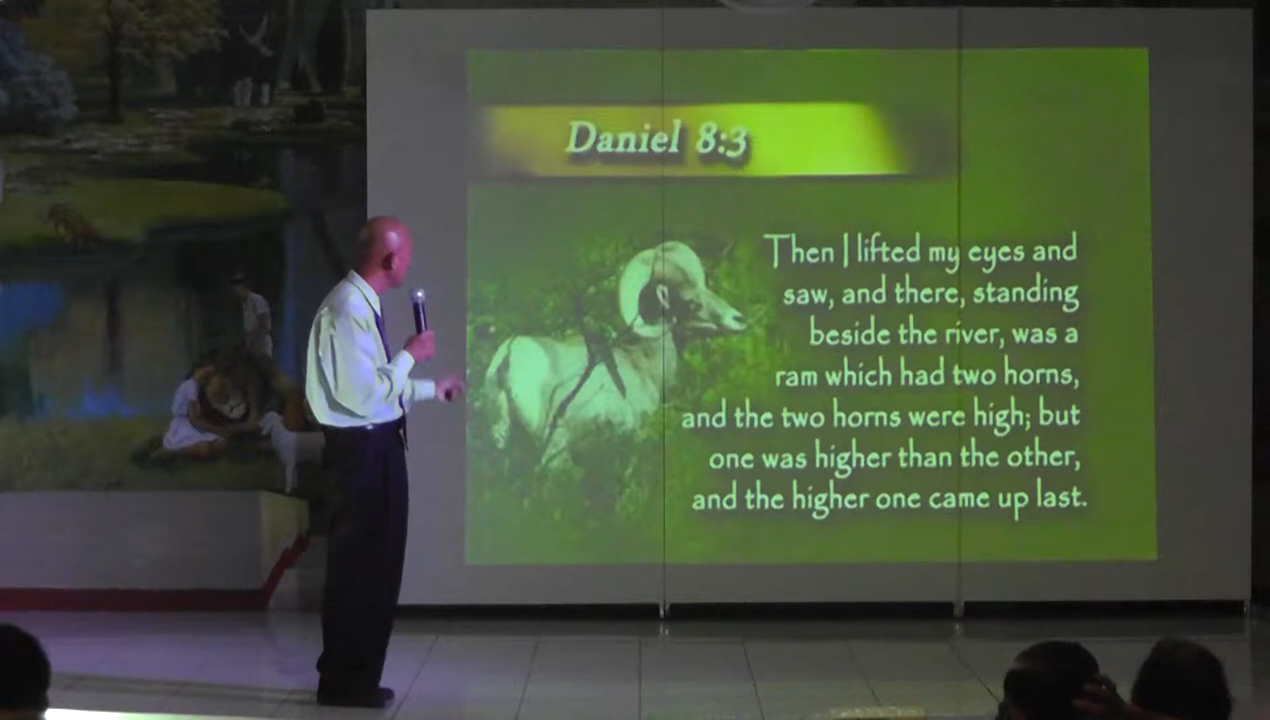 Daniel 8:3
Then I lifted my eyes and
saw, and there, standing
beside the river, was a
ram which had two horns,
and the two horns were high; but
one was higher than the other,
and the higher one came up last.